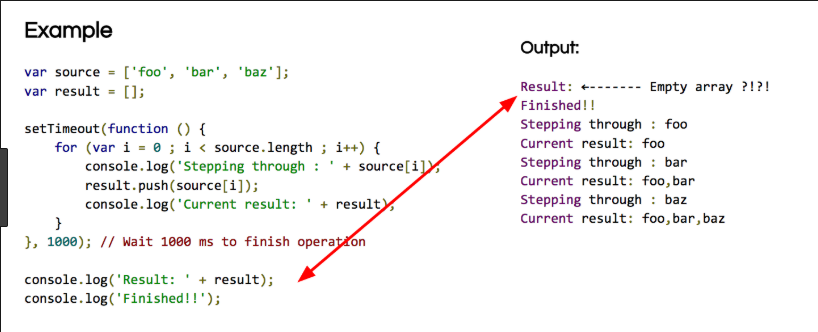 Example
var source = ['foo', 'bar', 'baz'];
var result = [];
setTimeout(function () {
for (var i = 0 ; i < source.length ; i++) {
console.log('Stepping through : ' + source[i]);
result.push(source[i]);
console.log('Current result: ' + result);
}
}, 1000); // Wait 1000 ms to finish operation
console.log('Result: ' + result);
console.log('Finished!!');
Output:
Result: ←------- Empty array ?!?!
Finished!!
Stepping through : foo
Current result: foo
Stepping through : bar
Current result: foo,bar
Stepping through : baz
Current result: foo,bar,baz